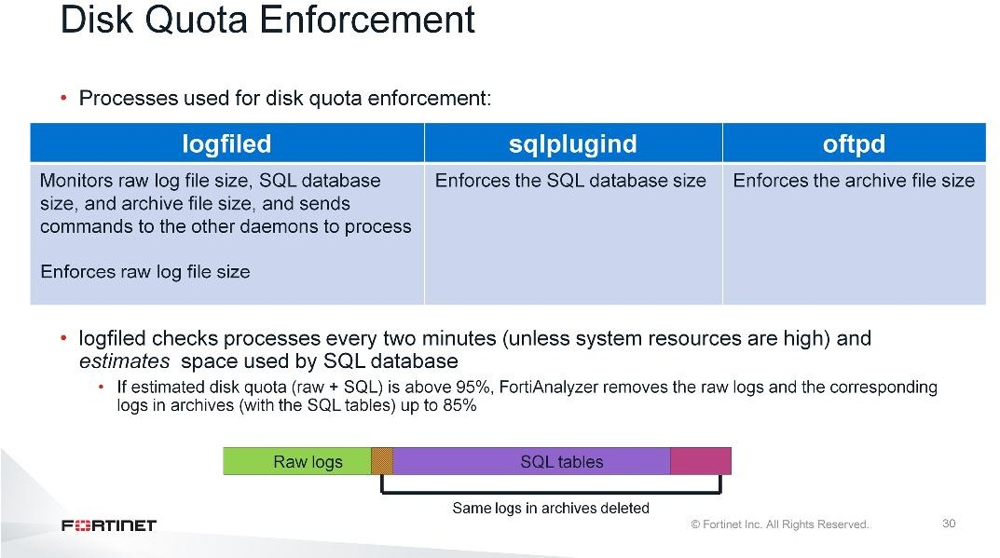 Disk Quota Enforcement
• Processes used for disk quota enforcement:
logfiled
sqlplugind
oftpd
Monitors raw log file size, SQL database
size, and archive file size, and sends
commands to the other daemons to process
Enforces raw log file size
Enforces the SQL database size
Enforces the archive file size
• logfiled checks processes every two minutes (unless system resources are high) and
estimates space used by SQL database
• If estimated disk quota (raw + SQL) is above 95%, FortiAnalyzer removes the raw logs and the corresponding
logs in archives (with the SQL tables) up to 85%
Raw logs
SQL tables
Same logs in archives deleted
FORTINET
© Fortinet Inc. All Rights Reserved.
30